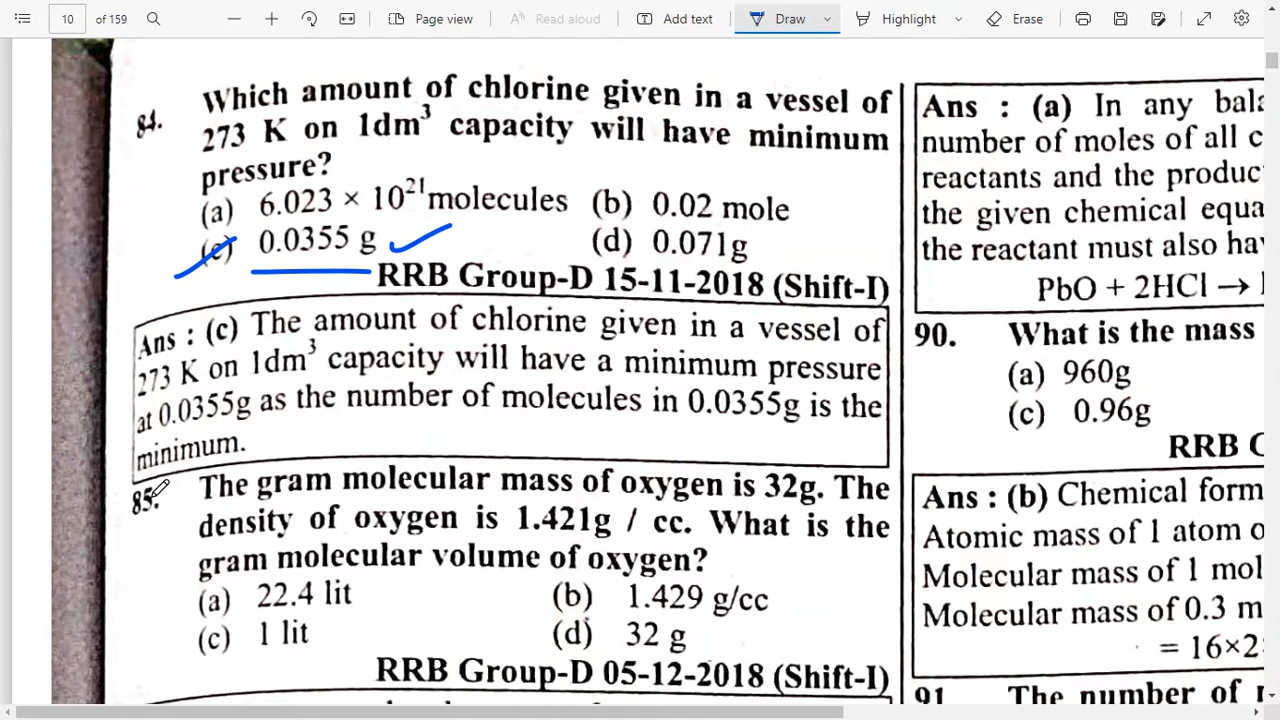 10 of 159
Page view
Read aloud
Add text
Draw
Highlight
Erase
84. Which amount of chlorine given in a vessel of
273 K on 1dm³ capacity will have minimum
pressure?
(a) 6.023 × 10²¹ molecules (b) 0.02 mole
(c) 0.0355 g (d) 0.071g
RRB Group-D 15-11-2018 (Shift-I)
Ans : (c) The amount of chlorine given in a vessel of
273 K on 1dm³ capacity will have a minimum pressure
at 0.0355g as the number of molecules in 0.0355g is the
minimum.
85. The gram molecular mass of oxygen is 32g. The
density of oxygen is 1.421g / cc. What is the
gram molecular volume of oxygen?
(a) 22.4 lit (b) 1.429 g/cc
(c) 1 lit (d) 32 g
RRB Group-D 05-12-2018 (Shift-I)
Ans : (a) In any bala
number of moles of all c
reactants and the produc
the given chemical equa
the reactant must also ha
PbO + 2HCl →
90. What is the mass
(a) 960g
(c) 0.96g
RRB G
Ans : (b) Chemical form
Atomic mass of 1 atom o
Molecular mass of 1 mol
Molecular mass of 0.3 m
= 16×2
91 The number of